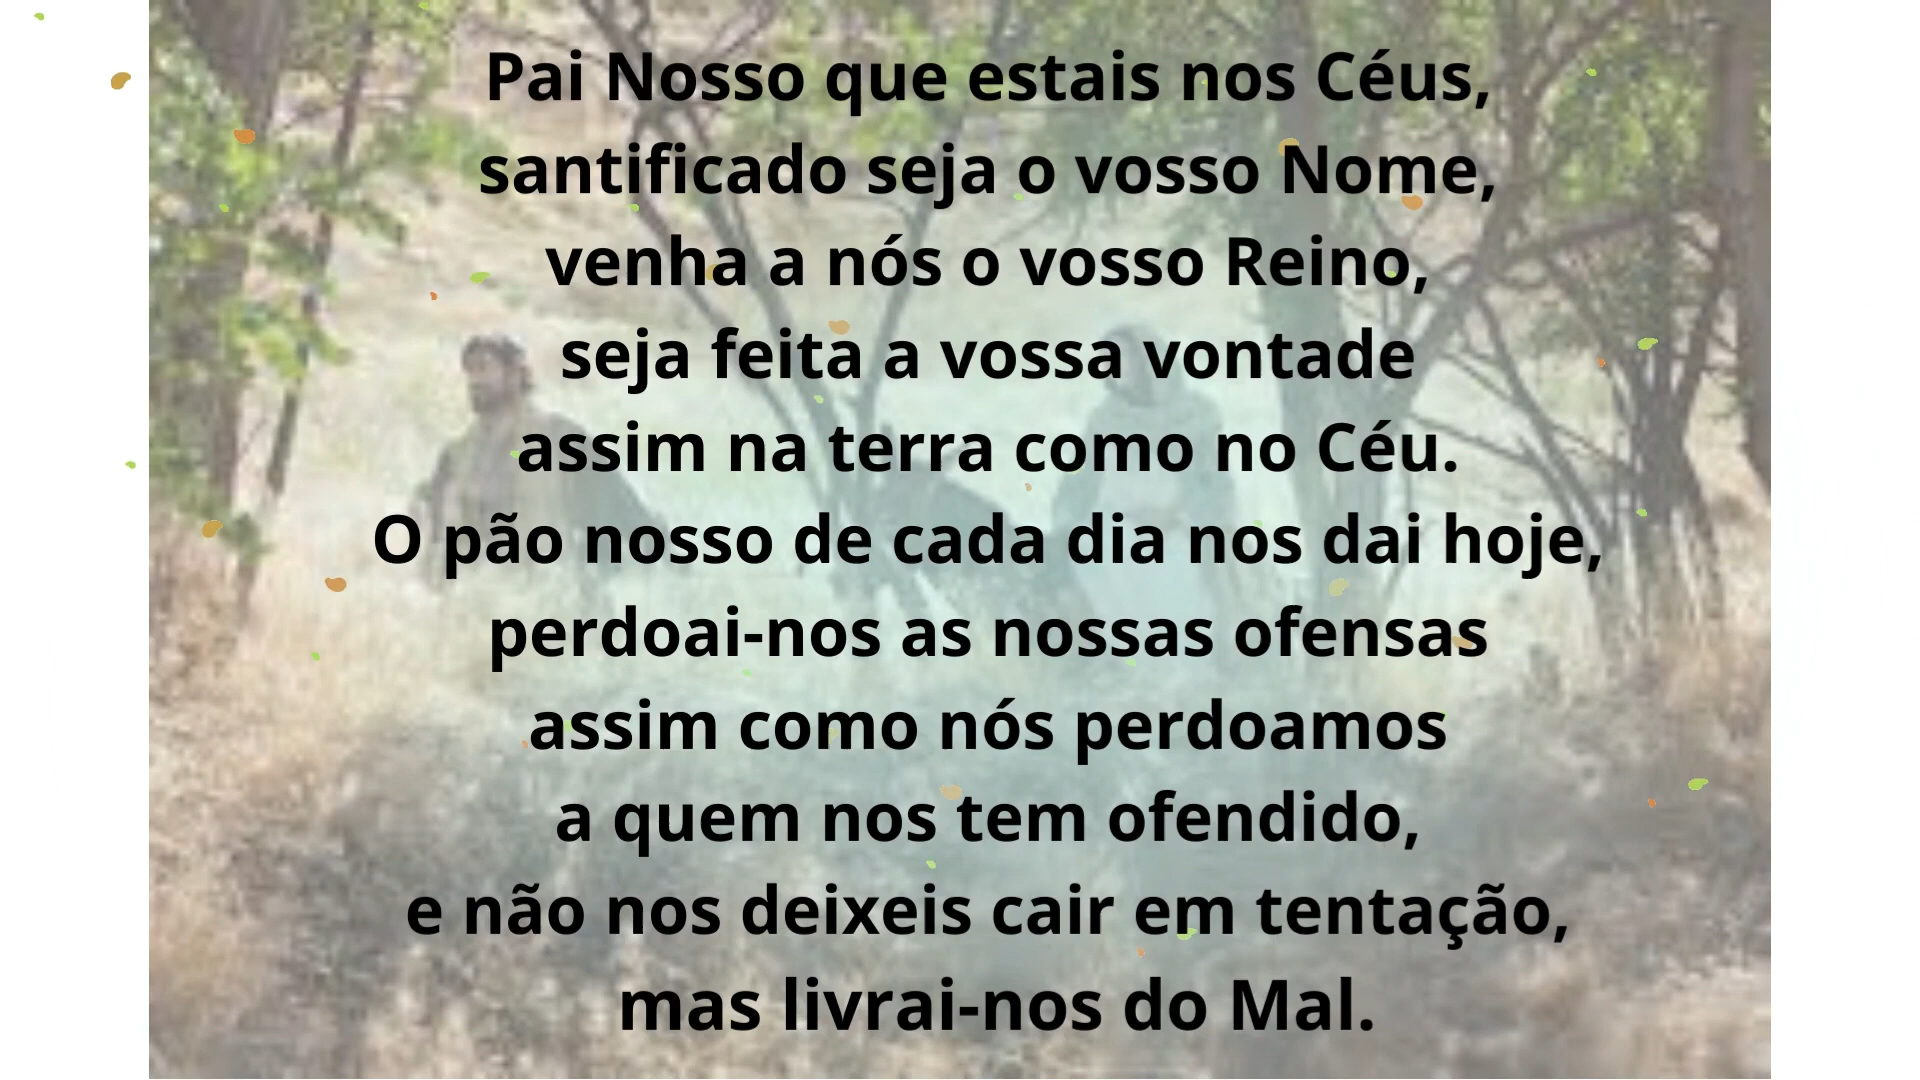 Pai Nosso que estais nos Céus,
santificado seja o vosso Nome,
venha a nós o vosso Reino,
seja feita a vossa vontade
assim na terra como no Céu.
O pão nosso de cada dia nos dai hoje,
perdoai-nos as nossas ofensas
assim como nós perdoamos
a quem nos tem ofendido,
e não nos deixeis cair em tentação,
mas livrai-nos do Mal.